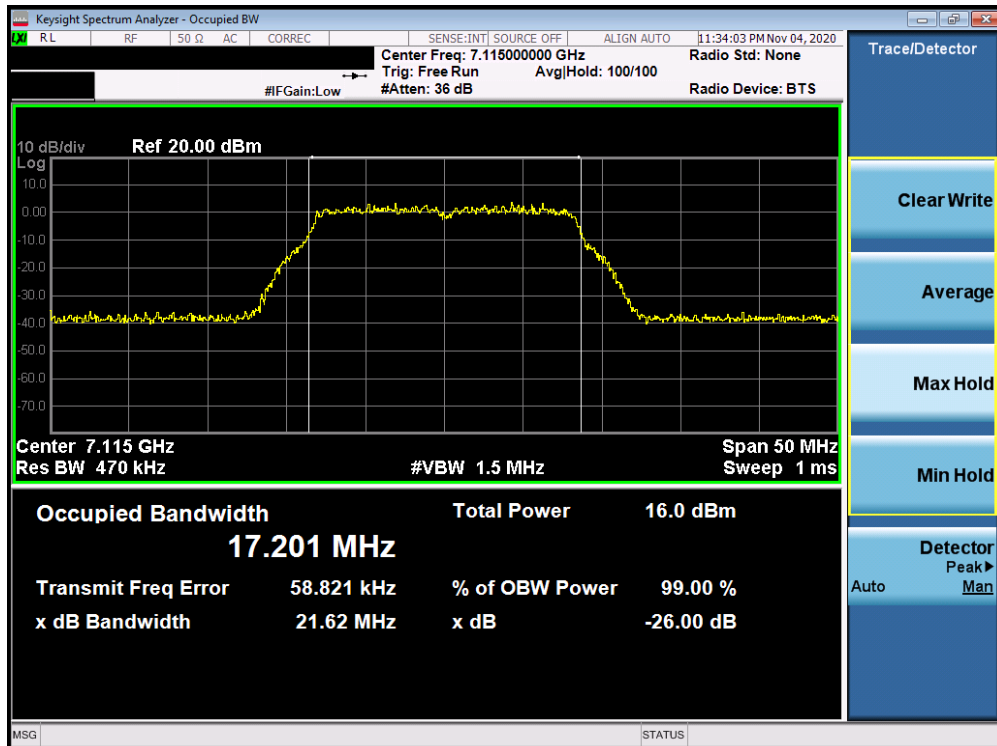 Keysight Spectrum Analyzer - Occupied BW
LXI RL RF 50 Ω AC CORREC SENSE:INT SOURCE OFF ALIGN AUTO 11:34:03 PM Nov 04, 2020
Center Freq: 7.115000000 GHz Radio Std: None
Trig: Free Run Avg|Hold: 100/100
#IFGain:Low #Atten: 36 dB Radio Device: BTS
Trace/Detector
10 dB/div Ref 20.00 dBm
Log
10.0
0.00
-10.0
-20.0
-30.0
-40.0
-50.0
-60.0
-70.0
Center 7.115 GHz Span 50 MHz
Res BW 470 kHz #VBW 1.5 MHz Sweep 1 ms
Occupied Bandwidth Total Power 16.0 dBm
17.201 MHz
Transmit Freq Error 58.821 kHz % of OBW Power 99.00 %
x dB Bandwidth 21.62 MHz x dB -26.00 dB
Clear Write
Average
Max Hold
Min Hold
Detector
Peak▶
Auto Man
MSG STATUS